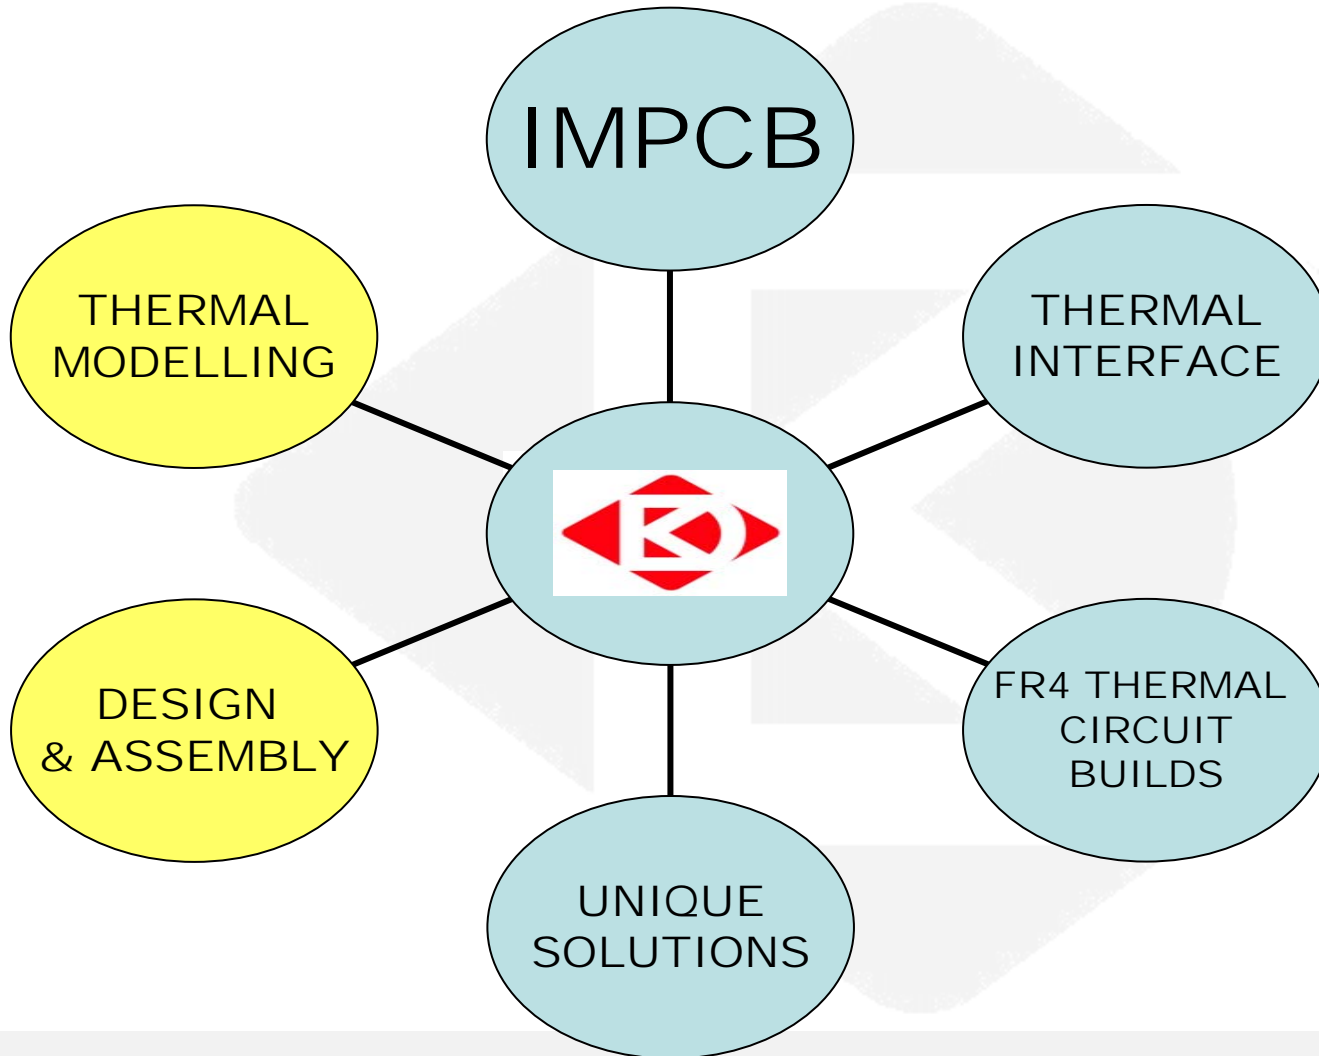 IMPCB
THERMAL
MODELLING
THERMAL
INTERFACE
DESIGN
& ASSEMBLY
FR4 THERMAL
CIRCUIT
BUILDS
UNIQUE
SOLUTIONS